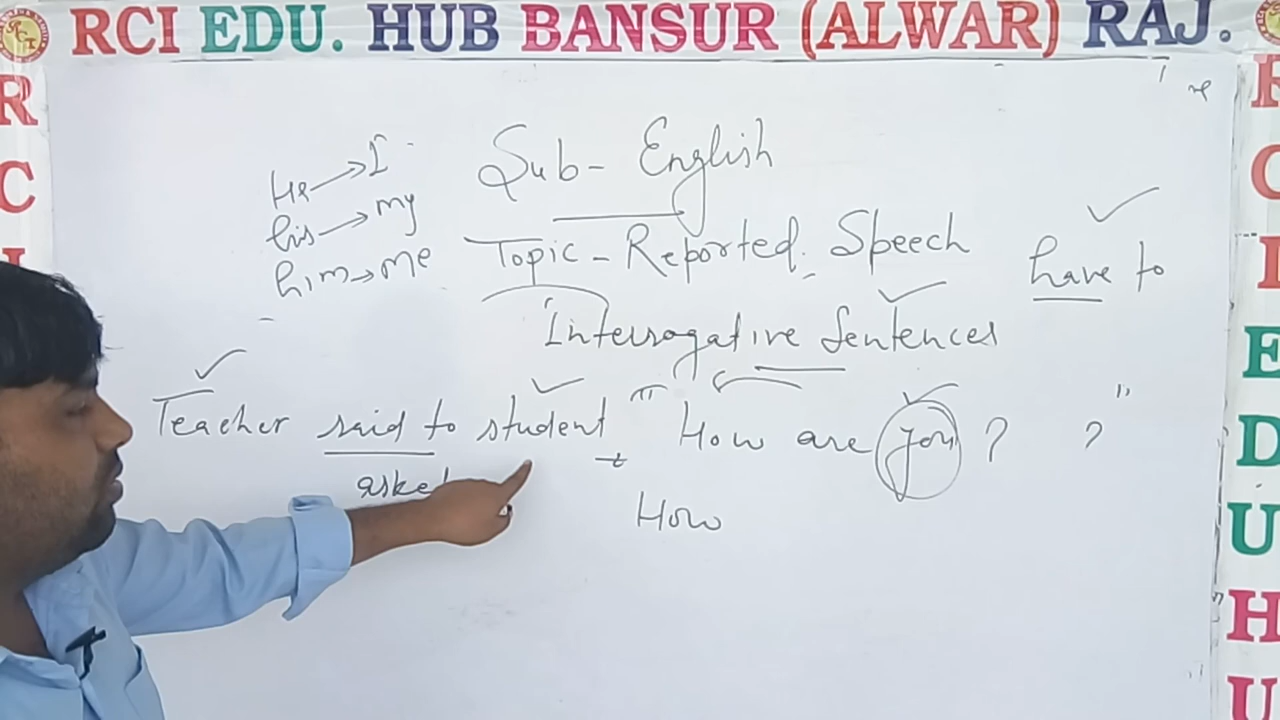 RCI EDU. HUB BANSUR (ALWAR) RAJ.
Sub- English
Topic - Reported Speech
Interrogative Sentences
He → I
his → my
him → me
have to
Teacher said to student, " How are you ? ? "
asked
How
R
C
I
R
C
I
E
D
U
H
U